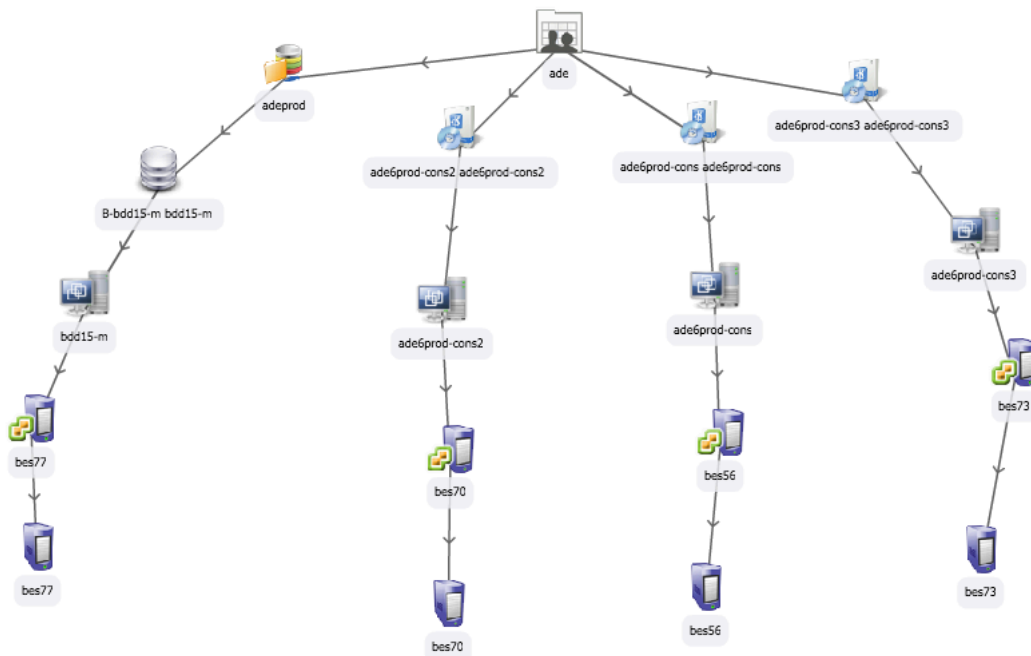 ade
adeprod
ade6prod-cons3 ade6prod-cons3
ade6prod-cons2 ade6prod-cons2
ade6prod-cons ade6prod-cons
B-bdd15-m bdd15-m
ade6prod-cons3
bdd15-m
ade6prod-cons2
ade6prod-cons
bes73
bes77
bes70
bes56
bes77
bes73
bes70
bes56